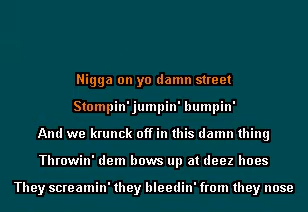 Nigga on yo damn street
Stompin' jumpin' bumpin'
And we krunck off in this damn thing
Throwin' dem bows up at deez hoes
They screamin' they bleedin' from they nose